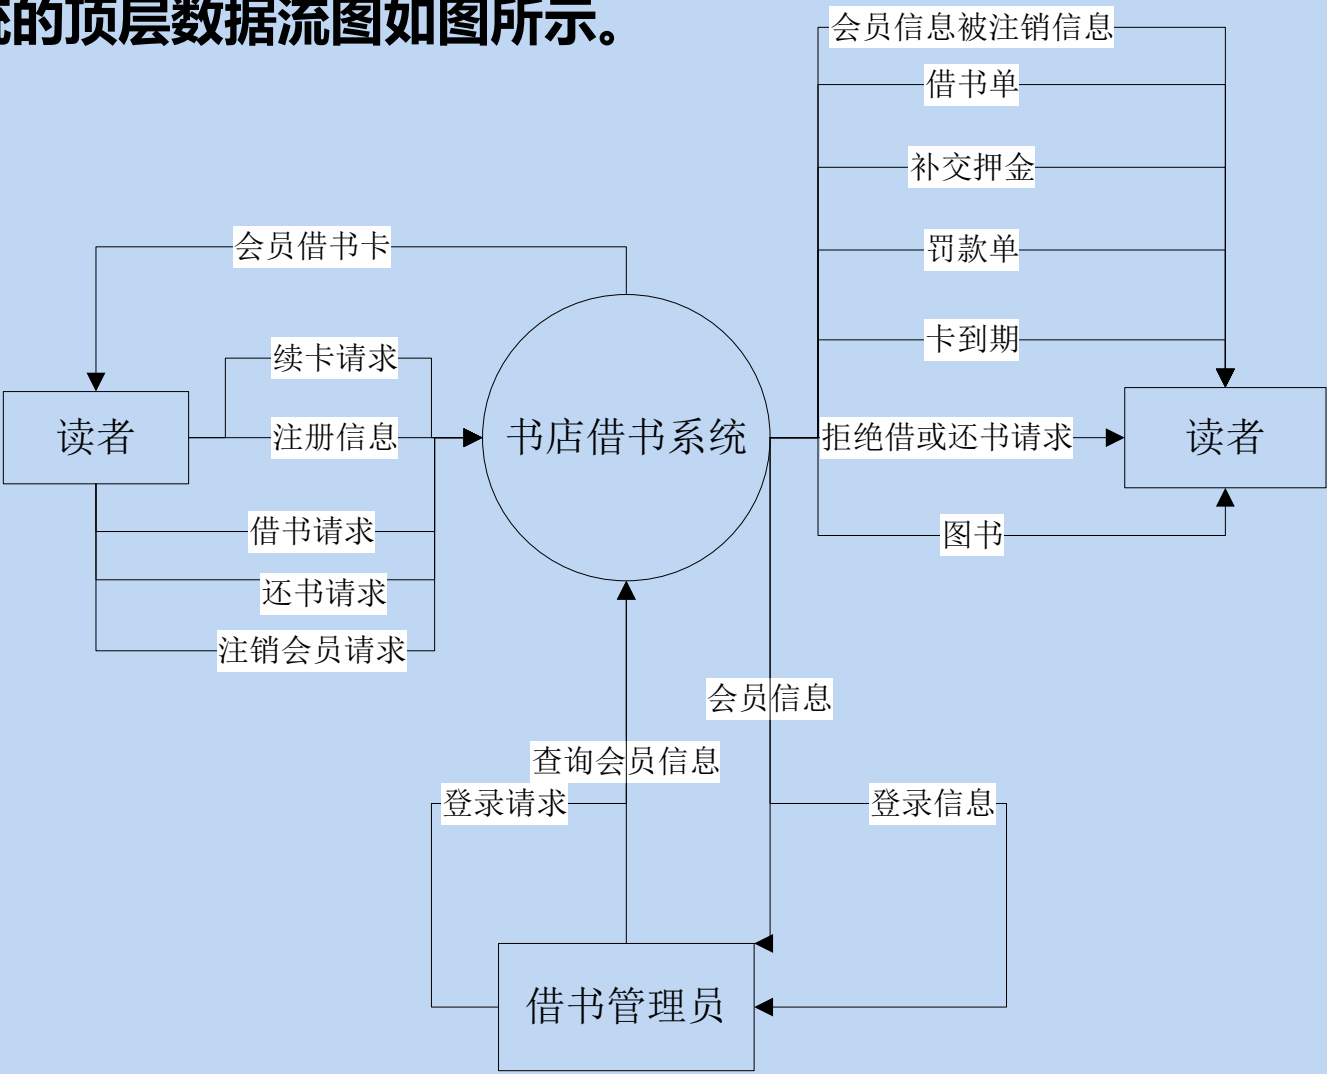 的顶层数据流图如图所示。
会员信息被注销信息
借书单
补交押金
会员借书卡
罚款单
卡到期
续卡请求
读者
注册信息
书店借书系统
拒绝借或还书请求
读者
借书请求
图书
还书请求
注销会员请求
会员信息
查询会员信息
登录请求
登录信息
借书管理员